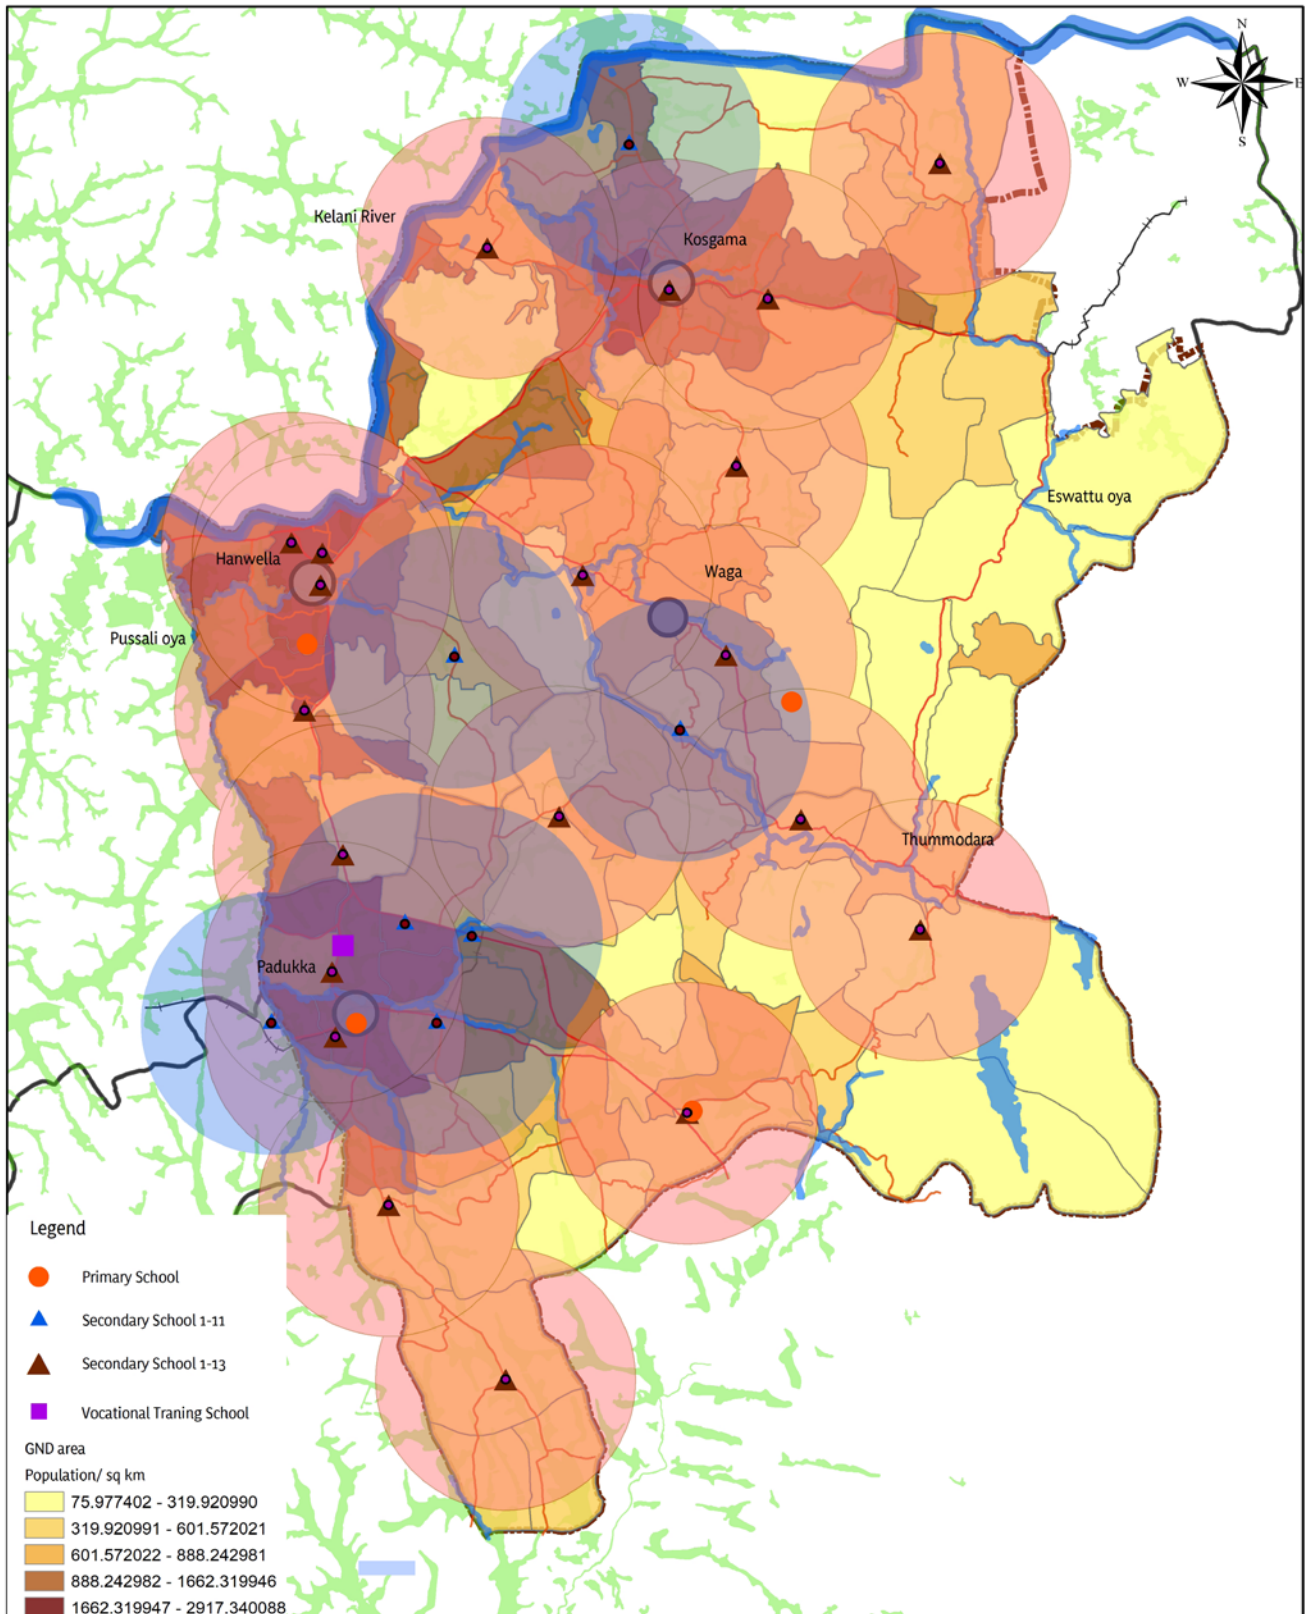 N
W
E
S
Kelani River
Kosgama
Eswattu oya
Hanwella
Waga
Pussali oya
Thummodara
Padukka
Legend
Primary School
Secondary School 1-11
Secondary School 1-13
Vocational Traning School
GND area
Population/ sq km
75.977402 - 319.920990
319.920991 - 601.572021
601.572022 - 888.242981
888.242982 - 1662.319946
1662.319947 - 2917.340088